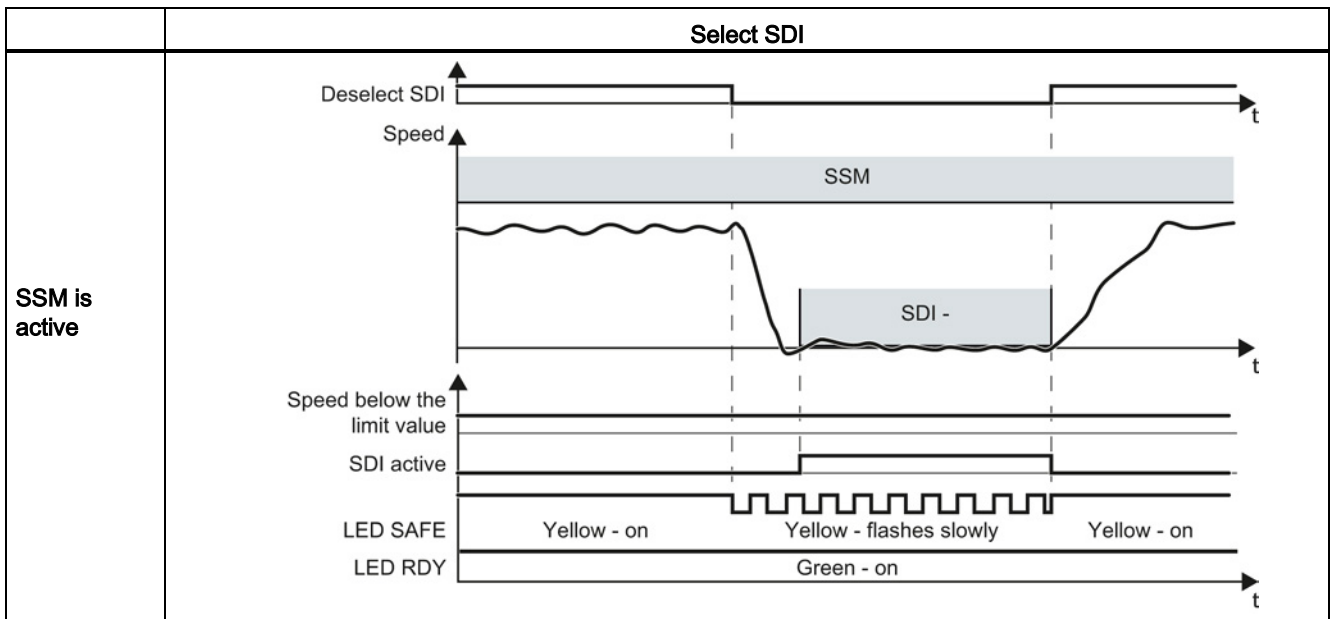 Select SDI
SSM is
active
Deselect SDI
t
Speed
SSM
SDI -
t
Speed below the
limit value
SDI active
LED SAFE
Yellow - on
Yellow - flashes slowly
Yellow - on
LED RDY
Green - on
t